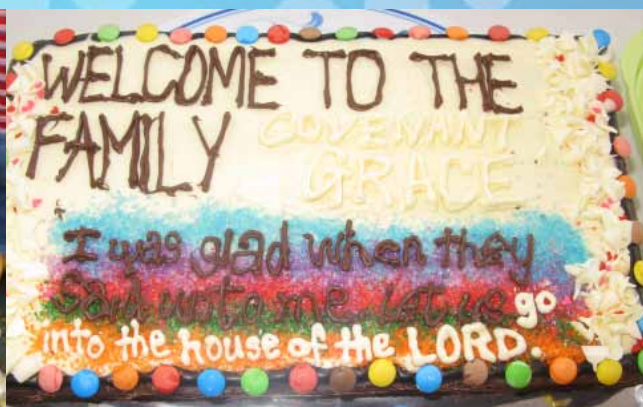 WELCOME TO THE
FAMILY COVENANT
GRACE
I was glad when they
Said unto me Let us go
into the house of the LORD.